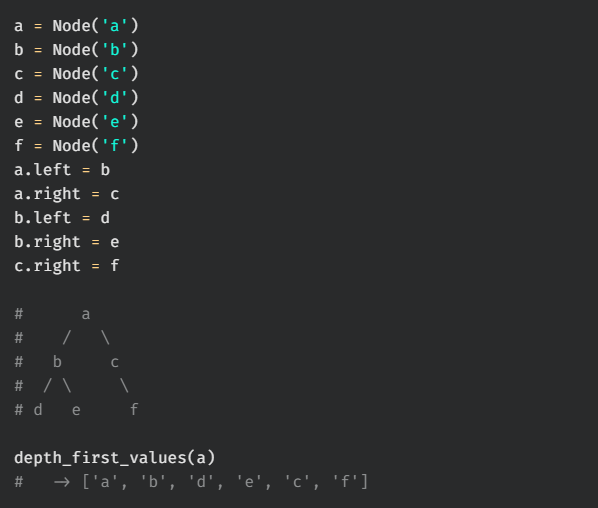 a = Node('a')
b = Node('b')
c = Node('c')
d = Node('d')
e = Node('e')
f = Node('f')
a.left = b
a.right = c
b.left = d
b.right = e
c.right = f

#      a
#    /   \
#   b     c
#  / \     \
# d   e     f

depth_first_values(a)
#   -> ['a', 'b', 'd', 'e', 'c', 'f']